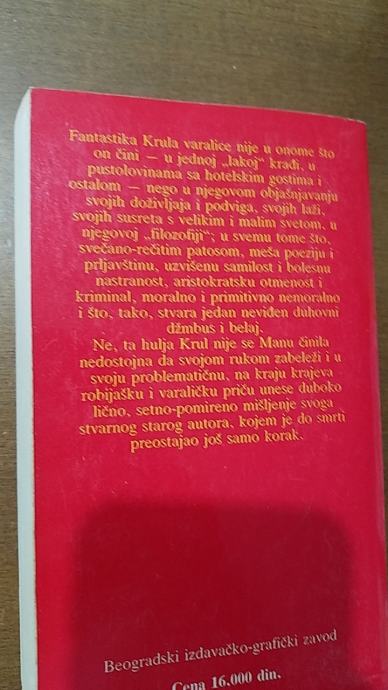 Fantastika Krula varalice nije u onome što
on čini — u jednoj „lakoj“ krađi, u
pustolovinama sa hotelskim gostima i
ostalom — nego u njegovom objašnjavanju
svojih doživljaja i podviga, svojih laži,
svojih susreta s velikim i malim svetom, u
njegovoj „filozofiji“; u svemu tome što,
svečano-rečitim patosom, meša poeziju i
prljavštinu, uzvišenu samilost i bolesnu
nastranost, aristokratsku otmenost i
kriminal, moralno i primitivno nemoralno
i što, tako, stvara jedan neviđen duhovni
džmbus i belaj.
Ne, ta hulja Krul nije se Manu činila
nedostojna da svojom rukom zabeleži i u
svoju problematičnu, na kraju krajeva
robijašku i varaličku priču unese duboko
lično, setno-pomireno mišljenje svoga
stvarnog starog autora, kojem je do smrti
preostajao još samo korak.
Beogradski izdavačko-grafički zavod
Cena 16.000 din.